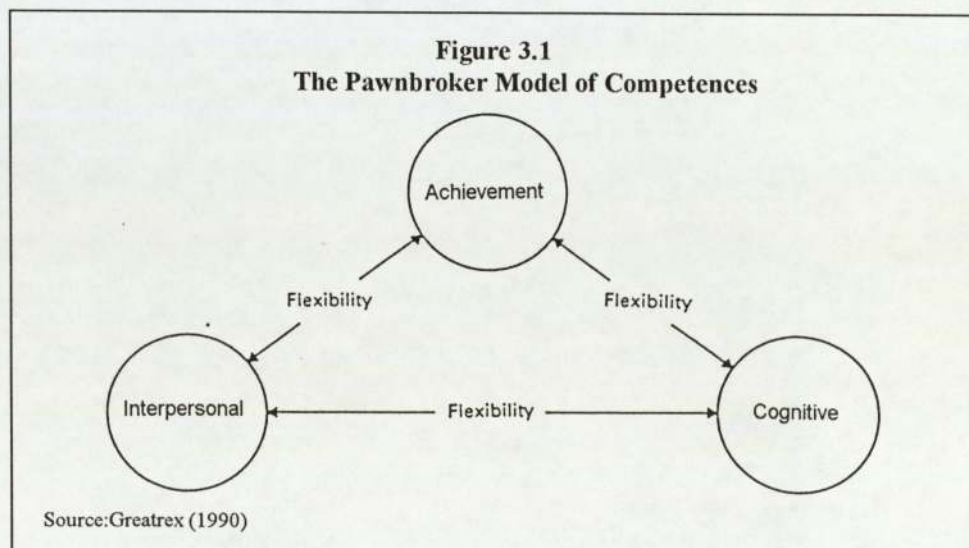 Figure 3.1
The Pawnbroker Model of Competences
Achievement
Flexibility
Flexibility
Interpersonal
Flexibility
Cognitive
Source:Greatrex (1990)